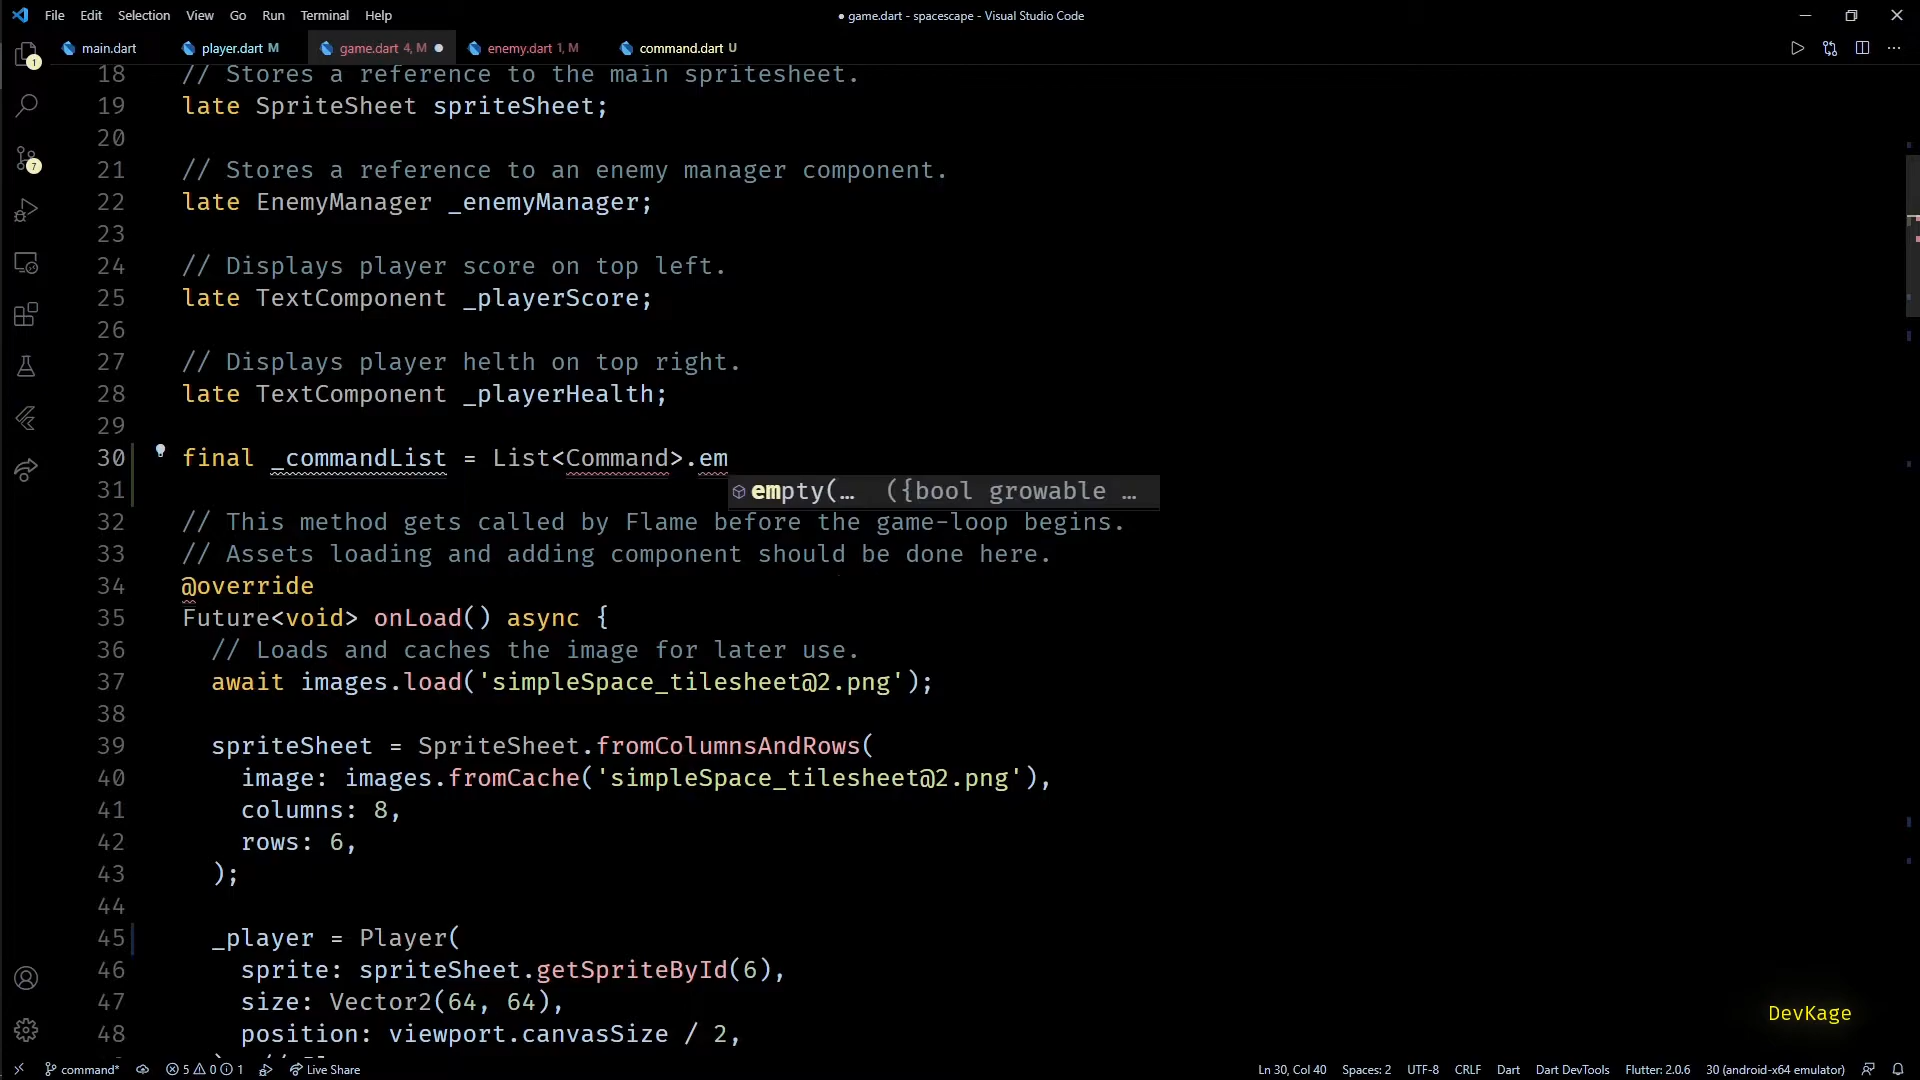 File Edit Selection View Go Run Terminal Help
● game.dart - spacescape - Visual Studio Code
main.dart player.dart M game.dart 4, M ● enemy.dart 1, M command.dart U
1
7
18 // Stores a reference to the main spritesheet.
19 late SpriteSheet spriteSheet;
20
21 // Stores a reference to an enemy manager component.
22 late EnemyManager _enemyManager;
23
24 // Displays player score on top left.
25 late TextComponent _playerScore;
26
27 // Displays player helth on top right.
28 late TextComponent _playerHealth;
29
30 final _commandList = List<Command>.em
31 empty(… ({bool growable …
32 // This method gets called by Flame before the game-loop begins.
33 // Assets loading and adding component should be done here.
34 @override
35 Future<void> onLoad() async {
36 // Loads and caches the image for later use.
37 await images.load('simpleSpace_tilesheet@2.png');
38
39 spriteSheet = SpriteSheet.fromColumnsAndRows(
40 image: images.fromCache('simpleSpace_tilesheet@2.png'),
41 columns: 8,
42 rows: 6,
43 );
44
45 _player = Player(
46 sprite: spriteSheet.getSpriteById(6),
47 size: Vector2(64, 64),
48 position: viewport.canvasSize / 2,
DevKage
command* 5 0 1 Live Share Ln 30, Col 40 Spaces: 2 UTF-8 CRLF Dart Dart DevTools Flutter: 2.0.6 30 (android-x64 emulator)